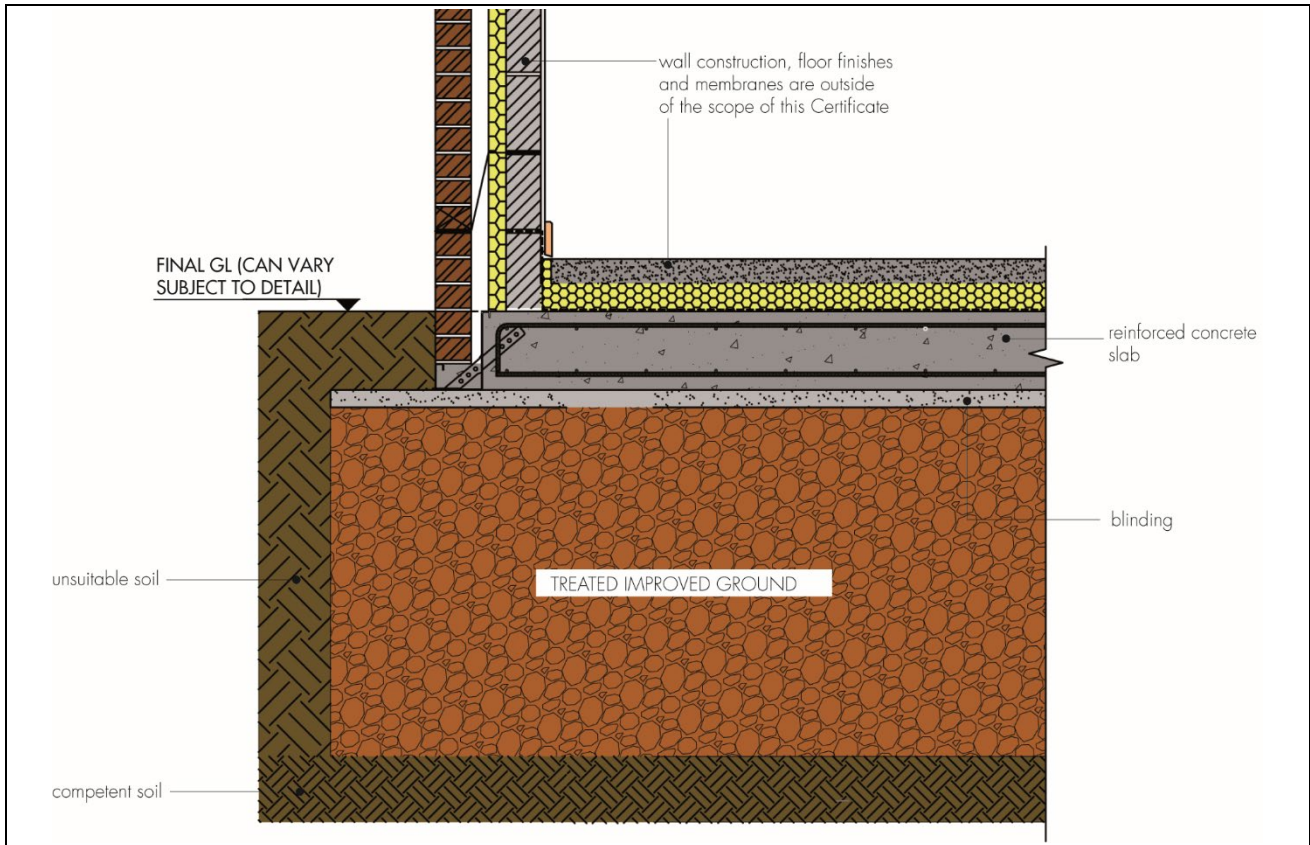 wall construction, floor finishes
and membranes are outside
of the scope of this Certificate
FINAL GL (CAN VARY
SUBJECT TO DETAIL)
reinforced concrete
slab
blinding
unsuitable soil
TREATED IMPROVED GROUND
competent soil